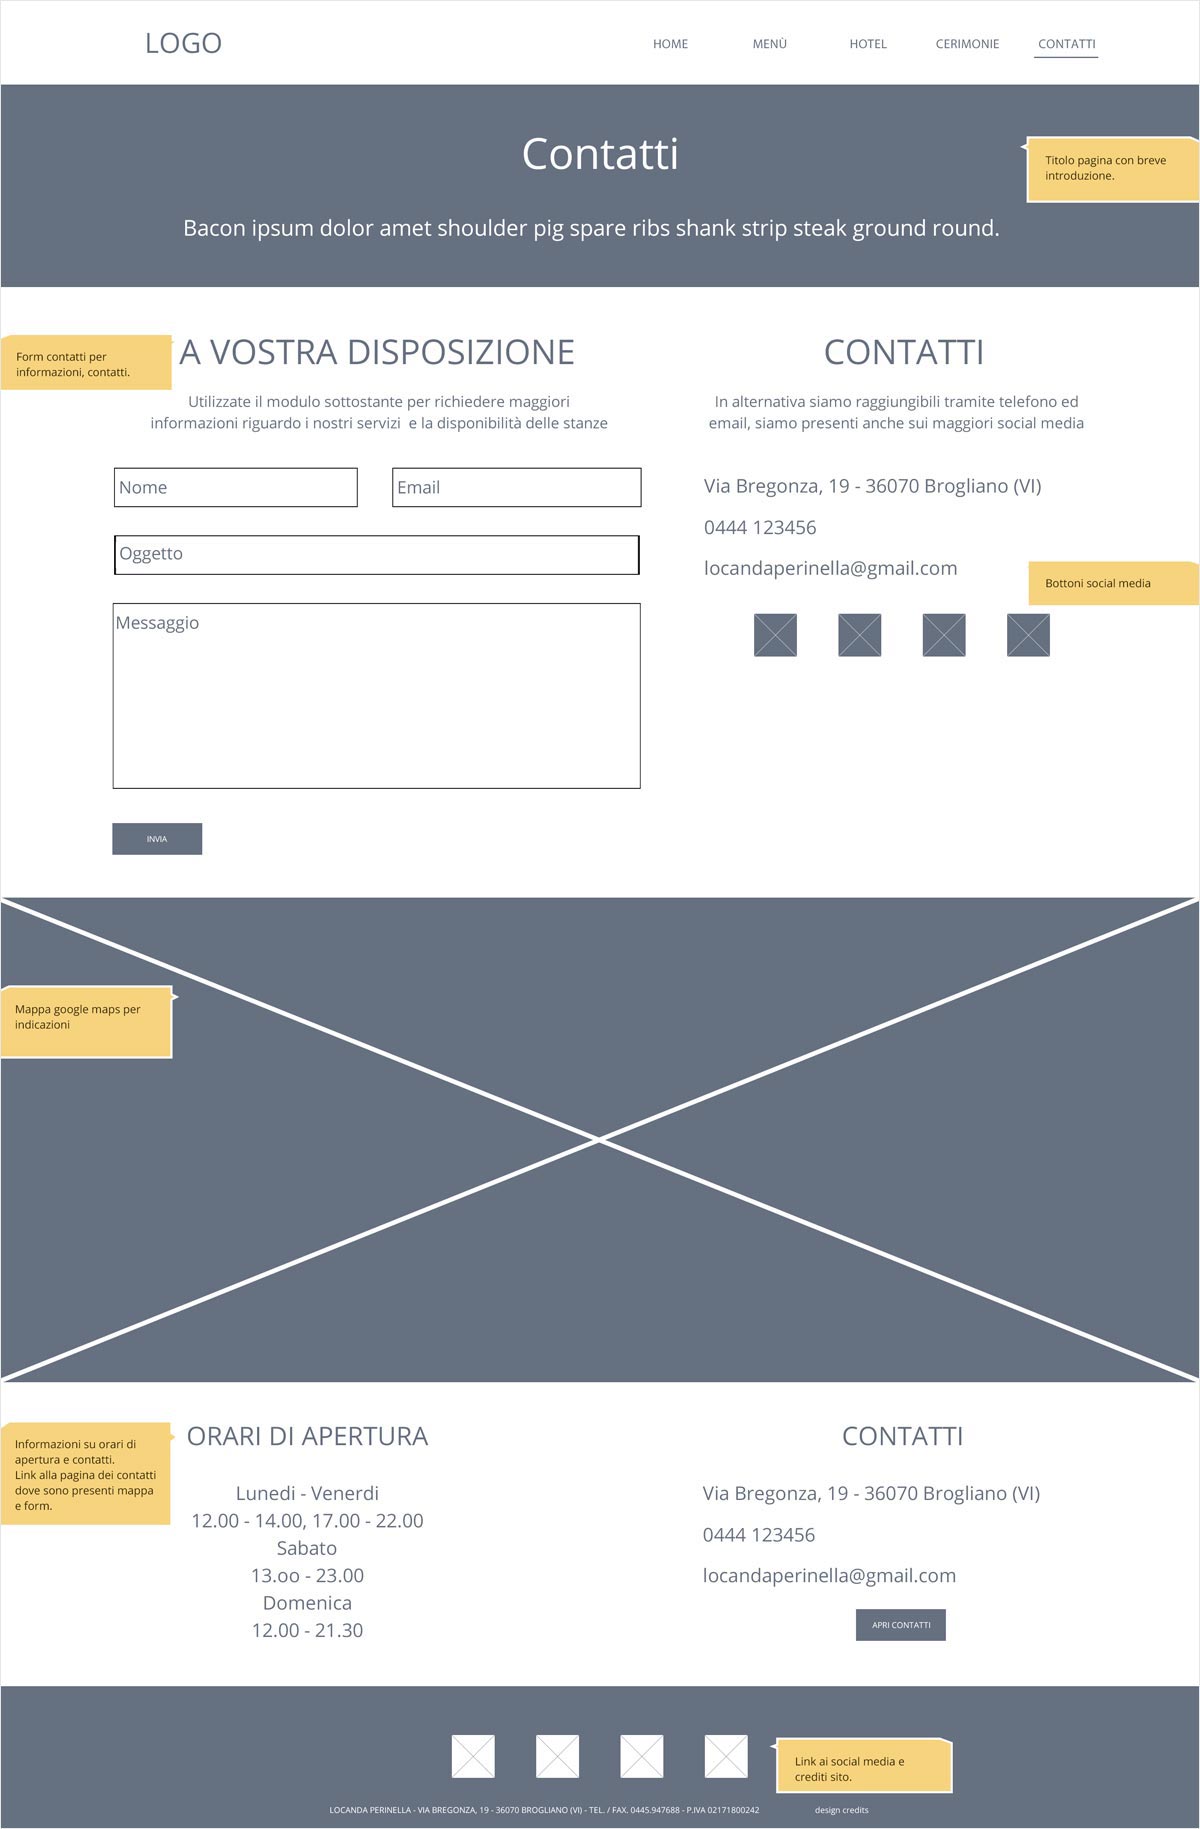 LOGO
HOME
MENÙ
HOTEL
CERIMONIE
CONTATTI
Contatti
Titolo pagina con breve
introduzione.
Bacon ipsum dolor amet shoulder pig spare ribs shank strip steak ground round.
Form contatti per
informazioni, contatti.
A VOSTRA DISPOSIZIONE
Utilizzate il modulo sottostante per richiedere maggiori
informazioni riguardo i nostri servizi  e la disponibilità delle stanze
Nome
Email
Oggetto
Messaggio
INVIA
CONTATTI
In alternativa siamo raggiungibili tramite telefono ed
email, siamo presenti anche sui maggiori social media
Via Bregonza, 19 - 36070 Brogliano (VI)
0444 123456
locandaperinella@gmail.com
Bottoni social media
Mappa google maps per
indicazioni
Informazioni su orari di
apertura e contatti.
Link alla pagina dei contatti
dove sono presenti mappa
e form.
ORARI DI APERTURA
Lunedi - Venerdi
12.00 - 14.00, 17.00 - 22.00
Sabato
13.oo - 23.00
Domenica
12.00 - 21.30
CONTATTI
Via Bregonza, 19 - 36070 Brogliano (VI)
0444 123456
locandaperinella@gmail.com
APRI CONTATTI
Link ai social media e
crediti sito.
LOCANDA PERINELLA - VIA BREGONZA, 19 - 36070 BROGLIANO (VI) - TEL. / FAX. 0445.947688 - P.IVA 02171800242
design credits